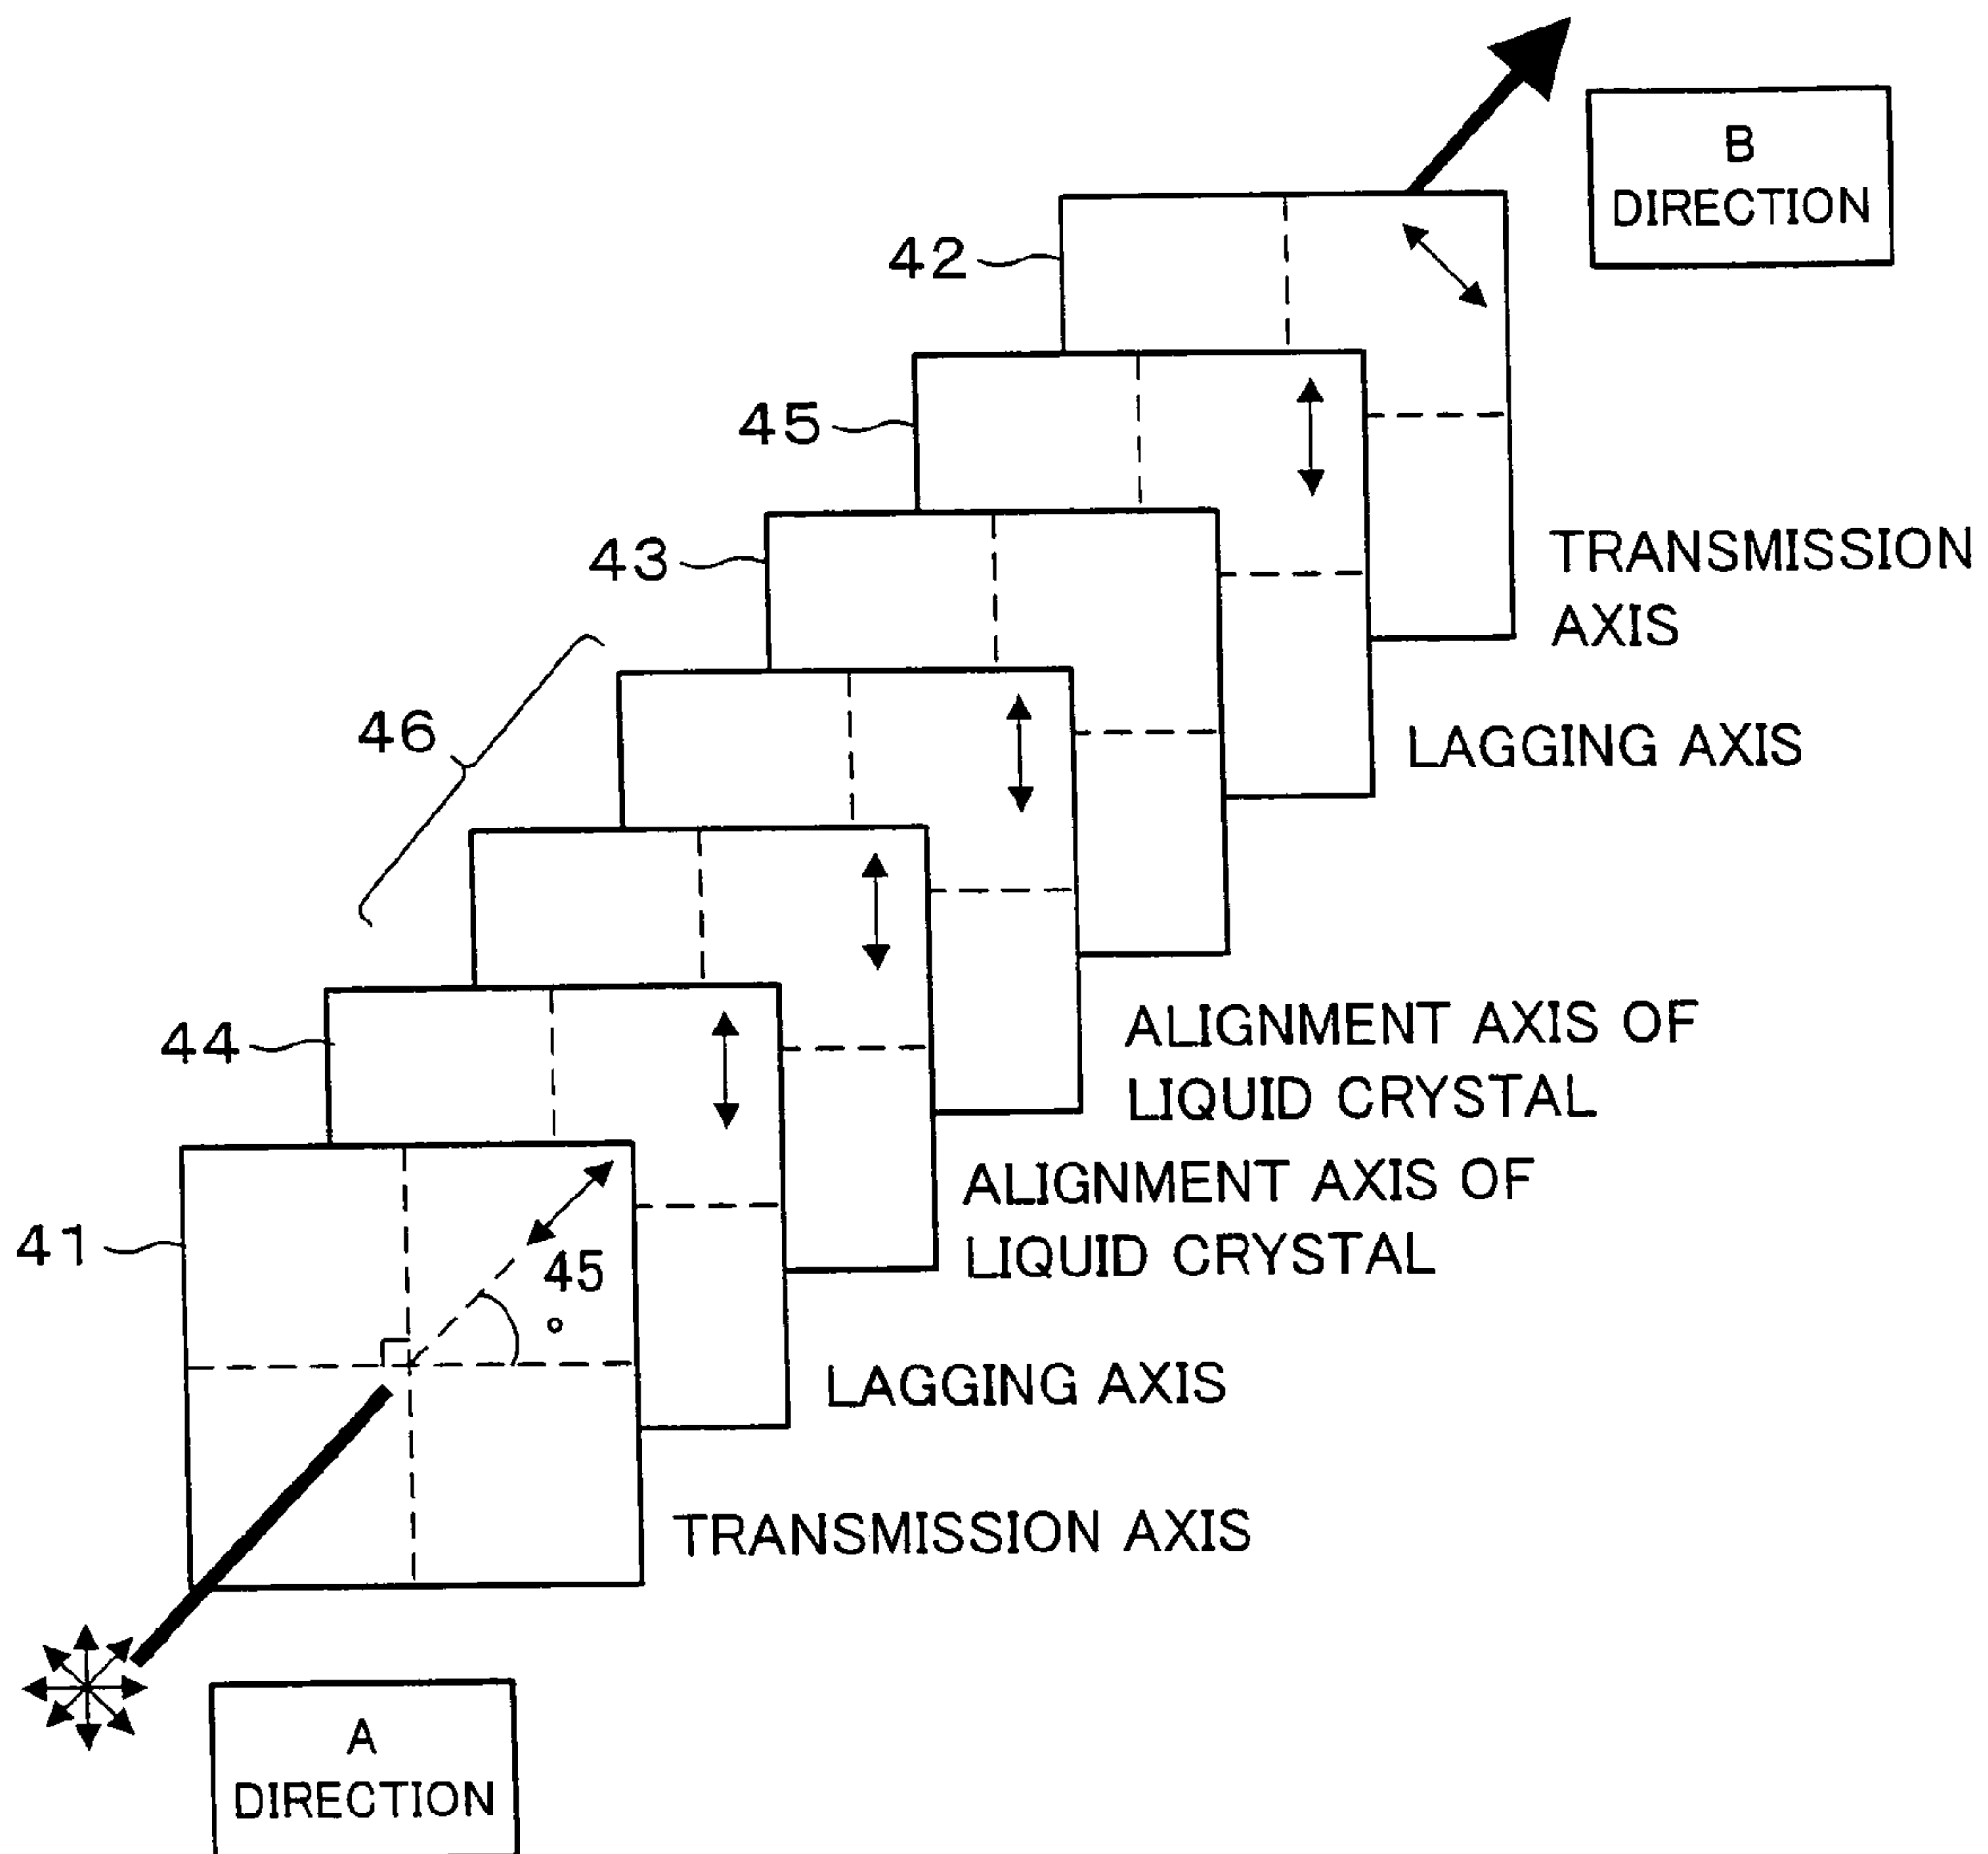 B
DIRECTION
42
45
43
TRANSMISSION
AXIS
46
LAGGING AXIS
44
ALIGNMENT AXIS OF
LIQUID CRYSTAL
ALIGNMENT AXIS OF
LIQUID CRYSTAL
41
45
°
LAGGING AXIS
TRANSMISSION AXIS
A
DIRECTION